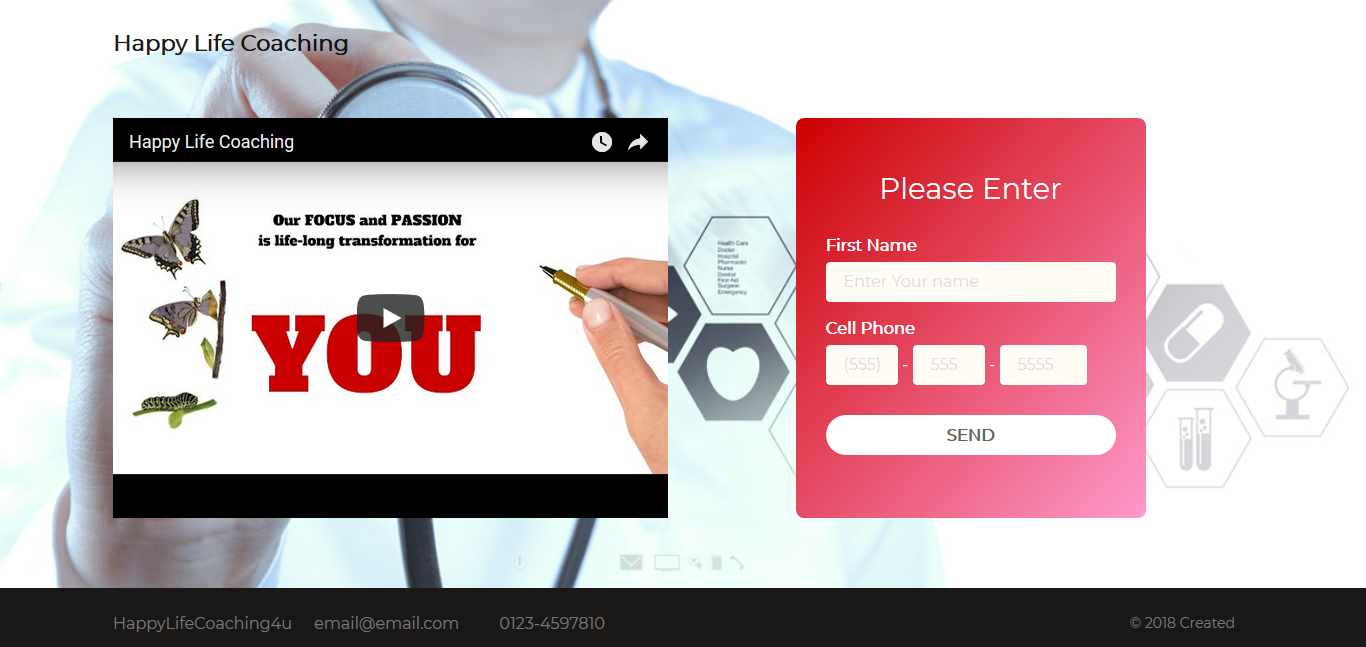 Happy Life Coaching
Happy Life Coaching
Our FOCUS and PASSION
is life-long transformation for
YOU
Health Care
Doctor
Hospital
Pharmacist
Nurse
Dentist
First Aid
Surgeon
Emergency
Please Enter
First Name
Enter Your name
Cell Phone
(555) - 555 - 5555
SEND
HappyLifeCoaching4u email@email.com 0123-4597810 © 2018 Created